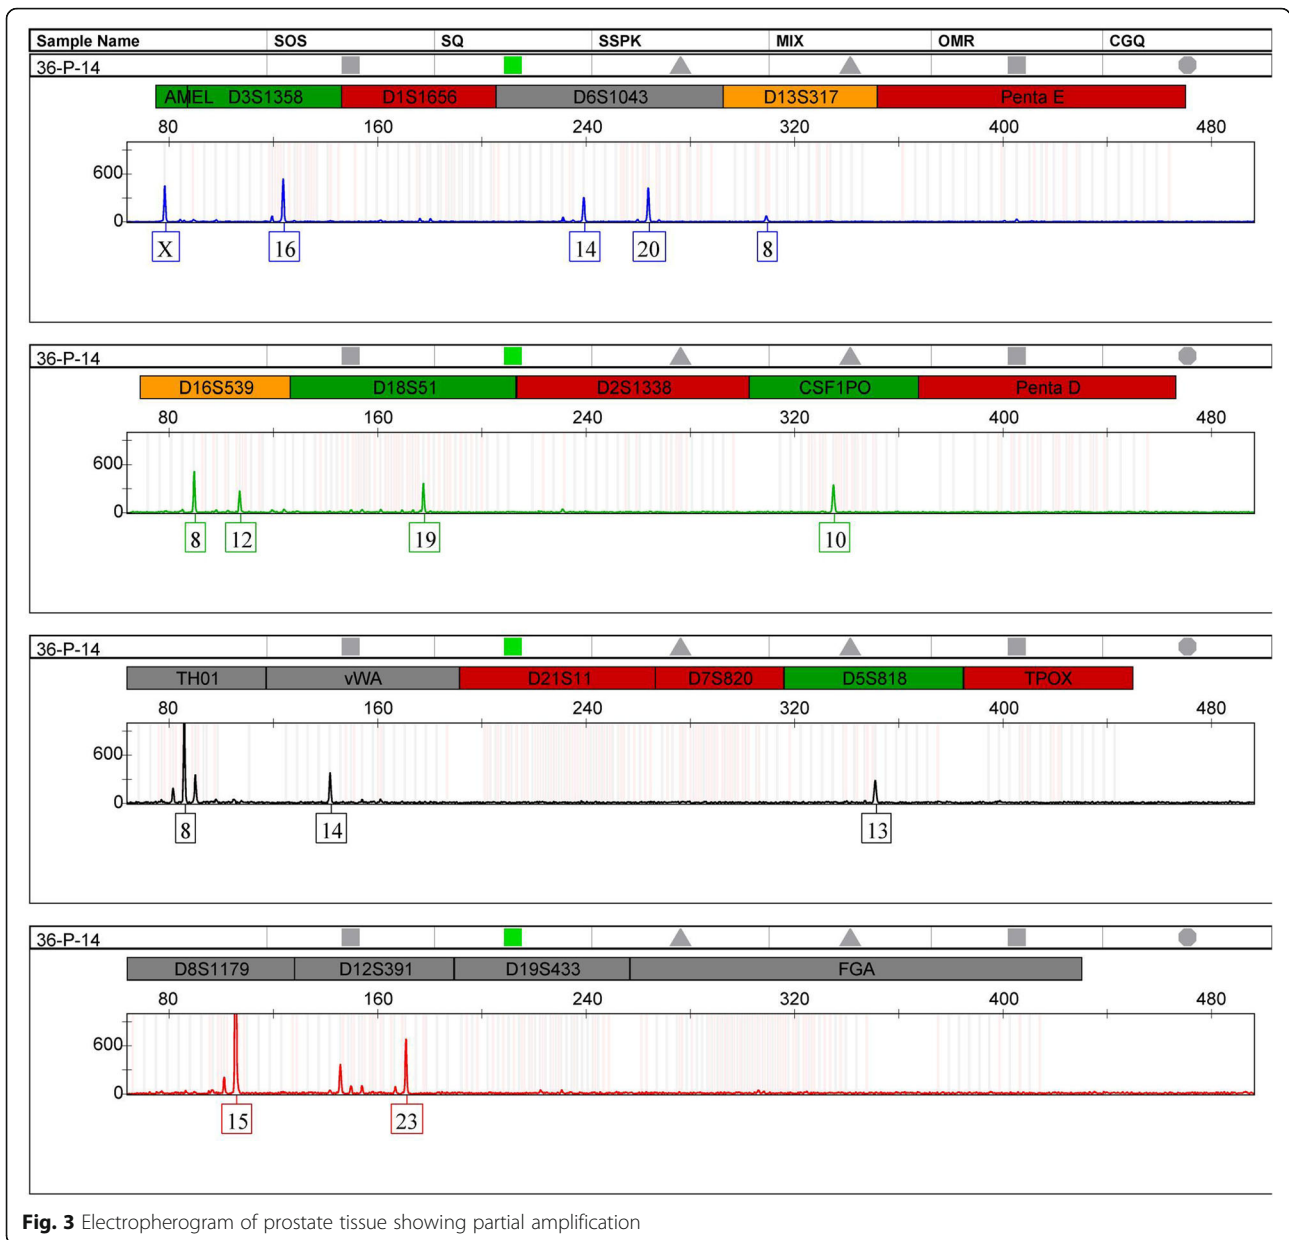 Sample Name SOS SQ SSPK MIX OMR CGQ
36-P-14
AMEL D3S1358 D1S1656 D6S1043 D13S317 Penta E
80 160 240 320 400 480
600
0
X 16 14 20 8
36-P-14
D16S539 D18S51 D2S1338 CSF1PO Penta D
80 160 240 320 400 480
600
0
8 12 19 10
36-P-14
TH01 vWA D21S11 D7S820 D5S818 TPOX
80 160 240 320 400 480
600
0
8 14 13
36-P-14
D8S1179 D12S391 D19S433 FGA
80 160 240 320 400 480
600
0
15 23
Fig. 3 Electropherogram of prostate tissue showing partial amplification